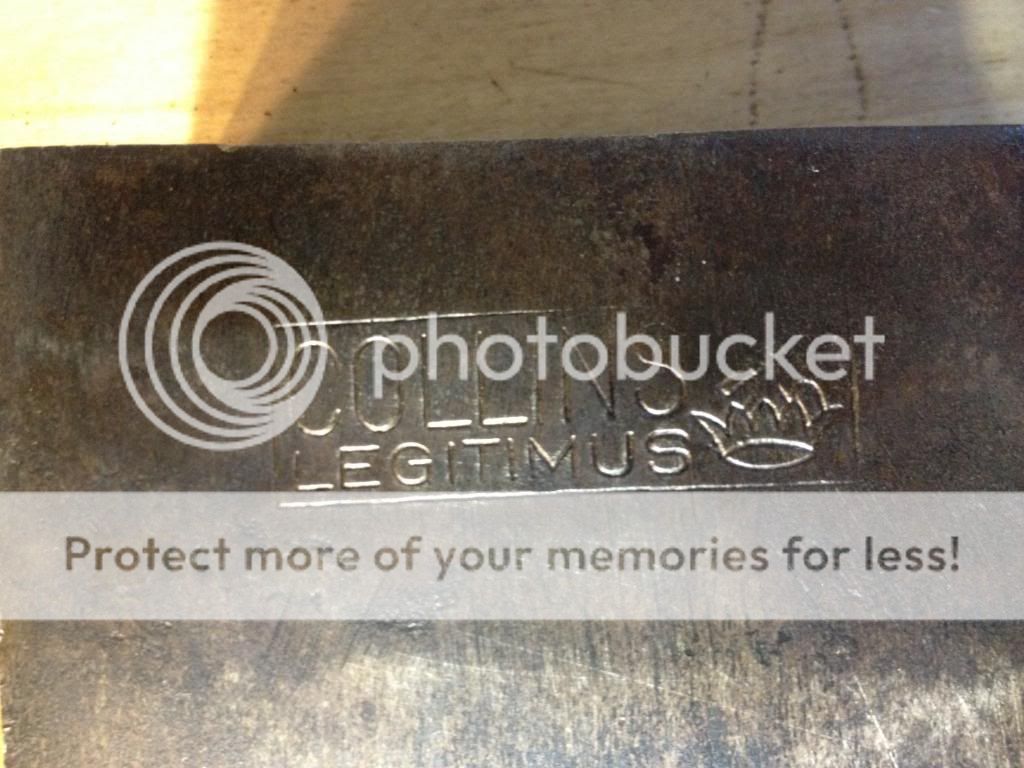 photobucket
COLLINS
LEGITIMUS
Protect more of your memories for less!